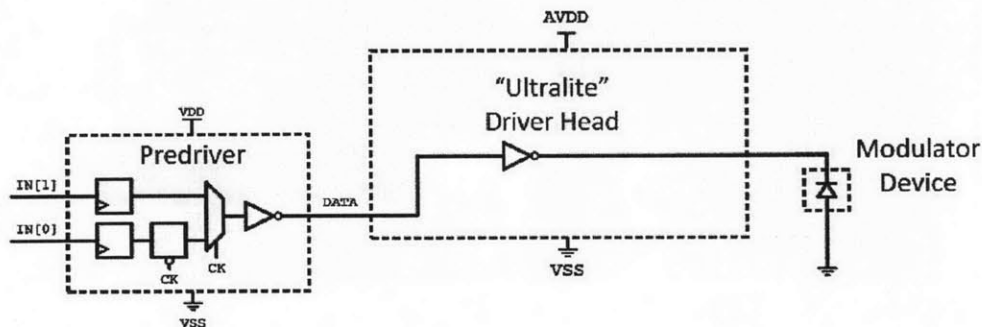 AVDD
“Ultralite”
Driver Head
VDD
Predriver
Modulator
Device
IN[1]
DATA
IN[0]
CK
CK
VSS
VSS